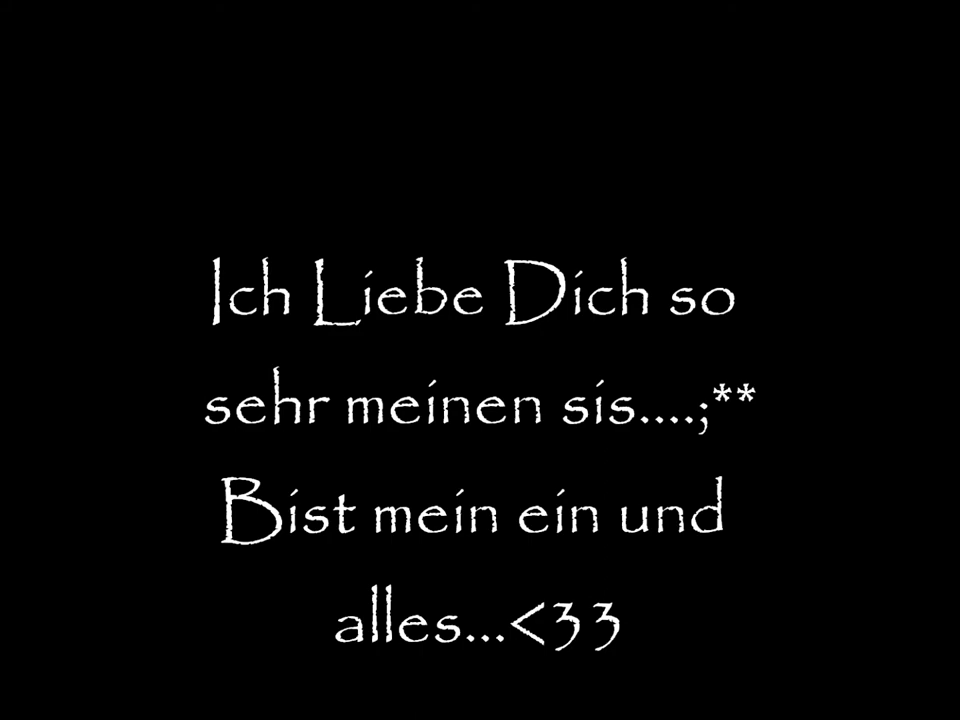 Ich Liebe Dich so
sehr meinen sis....;**
Bist mein ein und
alles...<33